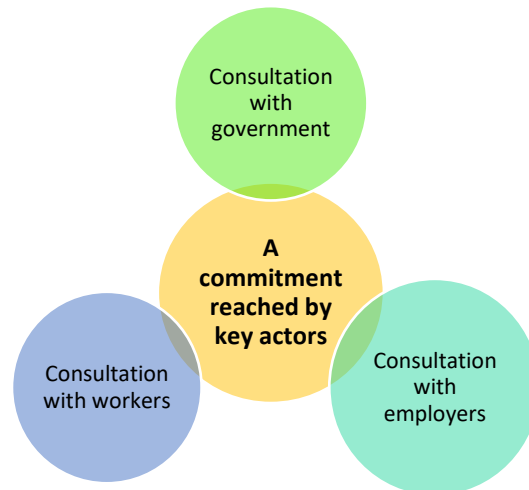 Consultation
with
government
A
commitment
reached by
key actors
Consultation
with workers
Consultation
with
employers